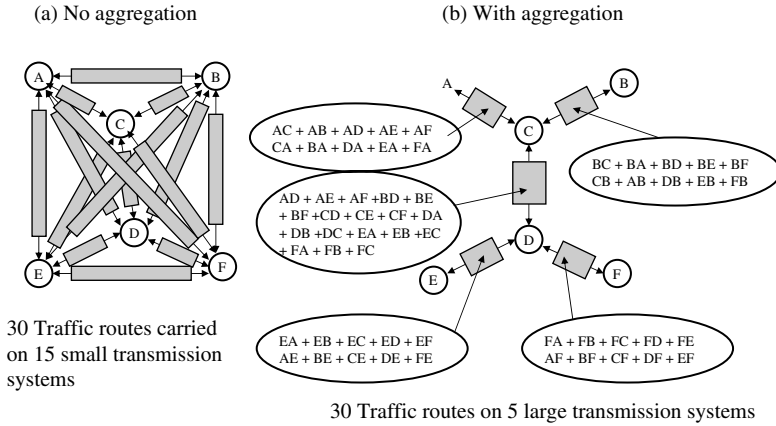 (a) No aggregation
(b) With aggregation
A
B
C
D
E
F
30 Traffic routes carried
on 15 small transmission
systems
A
B
C
AC + AB + AD + AE + AF
CA + BA + DA + EA + FA
BC + BA + BD + BE + BF
CB + AB + DB + EB + FB
AD + AE + AF +BD + BE
+ BF +CD + CE + CF + DA
+ DB +DC + EA + EB +EC
+ FA + FB + FC
D
E
F
EA + EB + EC + ED + EF
AE + BE + CE + DE + FE
FA + FB + FC + FD + FE
AF + BF + CF + DF + EF
30 Traffic routes on 5 large transmission systems